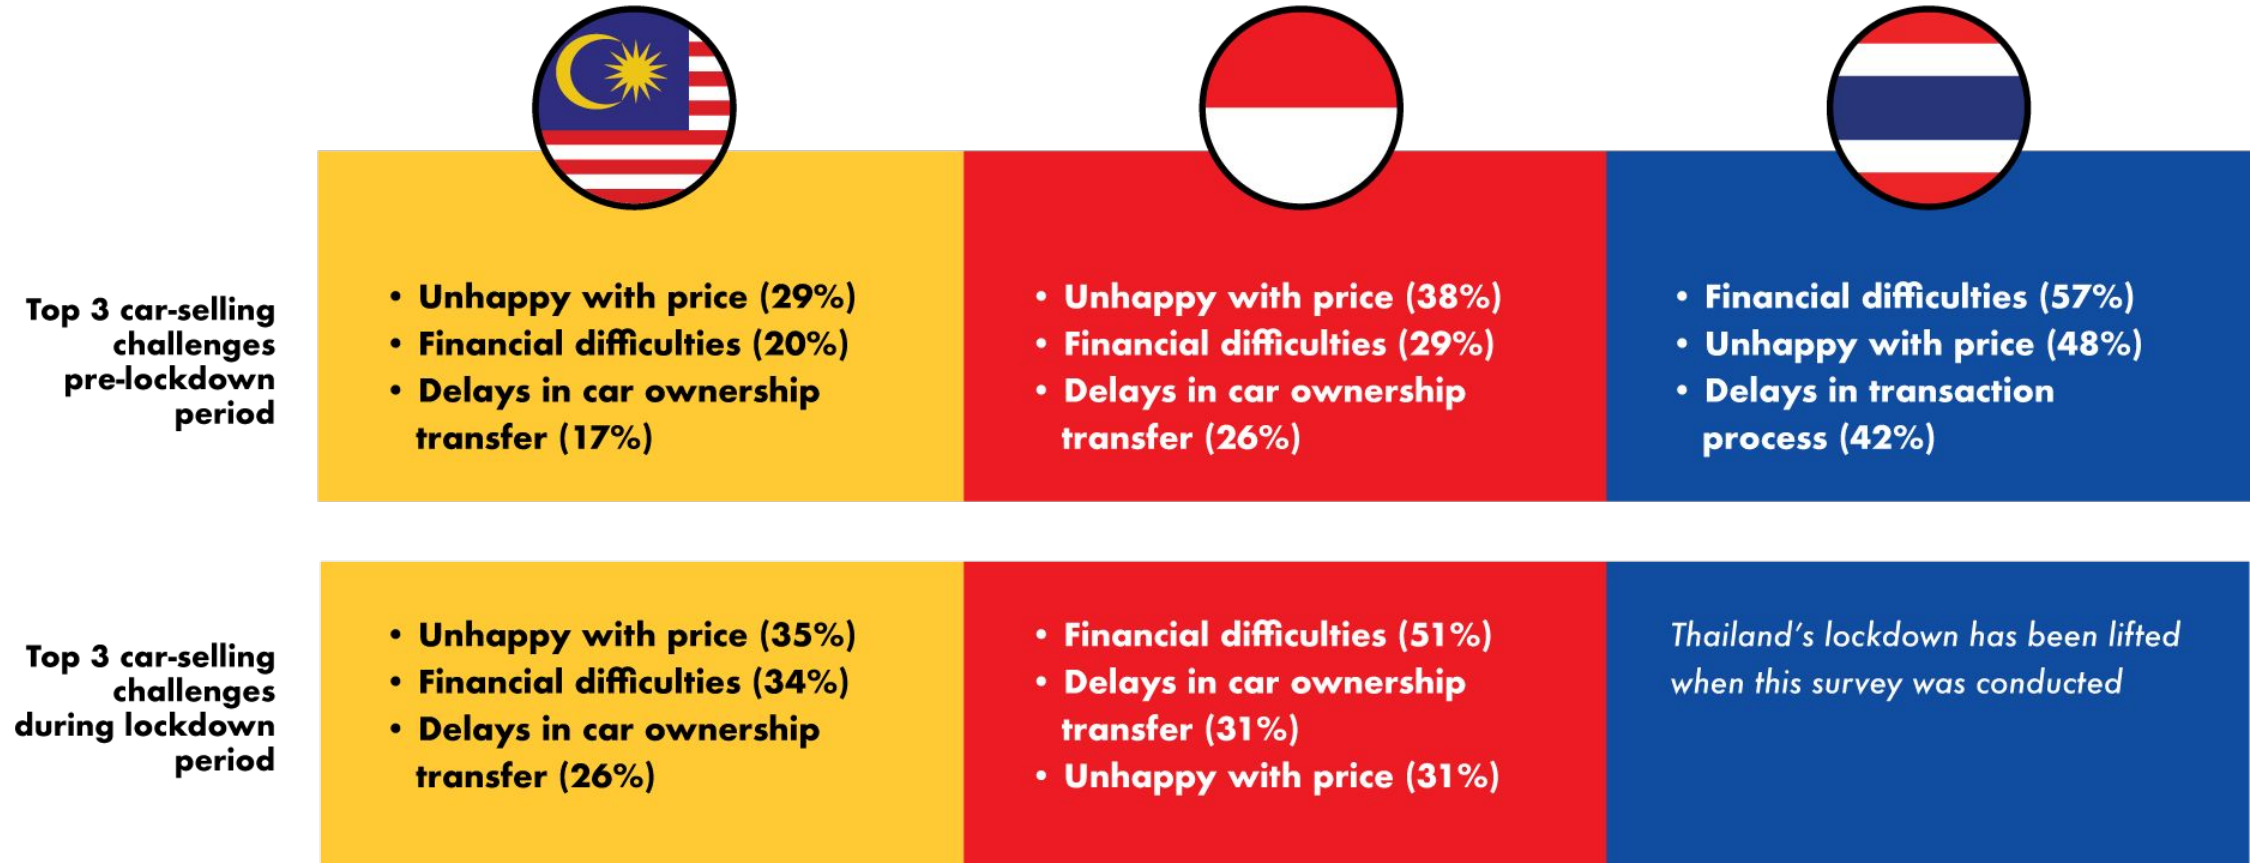 Top 3 car-selling
challenges
pre-lockdown
period
• Unhappy with price (29%)
• Financial difficulties (20%)
• Delays in car ownership
transfer (17%)
• Unhappy with price (38%)
• Financial difficulties (29%)
• Delays in car ownership
transfer (26%)
• Financial difficulties (57%)
• Unhappy with price (48%)
• Delays in transaction
process (42%)
Top 3 car-selling
challenges
during lockdown
period
• Unhappy with price (35%)
• Financial difficulties (34%)
• Delays in car ownership
transfer (26%)
• Financial difficulties (51%)
• Delays in car ownership
transfer (31%)
• Unhappy with price (31%)
Thailand’s lockdown has been lifted
when this survey was conducted